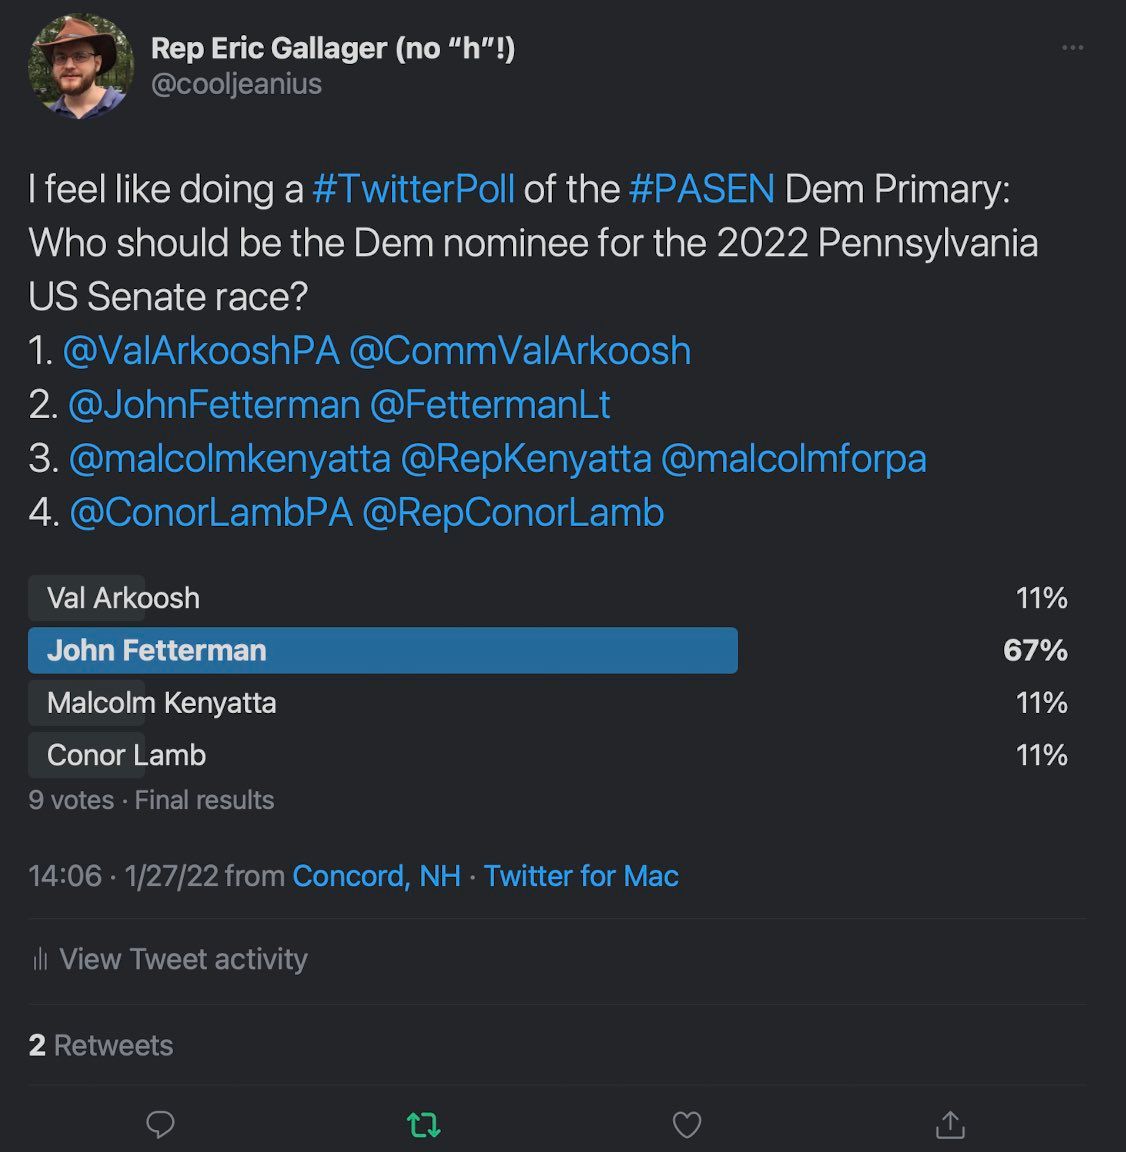 Rep Eric Gallager (no “h”!)
@cooljeanius
I feel like doing a #TwitterPoll of the #PASEN Dem Primary:
Who should be the Dem nominee for the 2022 Pennsylvania
US Senate race?
1. @ValArkooshPA @CommValArkoosh
2. @JohnFetterman @FettermanLt
3. @malcolmkenyatta @RepKenyatta @malcolmforpa
4. @ConorLambPA @RepConorLamb
Val Arkoosh 11%
John Fetterman 67%
Malcolm Kenyatta 11%
Conor Lamb 11%
9 votes · Final results
14:06 · 1/27/22 from Concord, NH · Twitter for Mac
View Tweet activity
2 Retweets